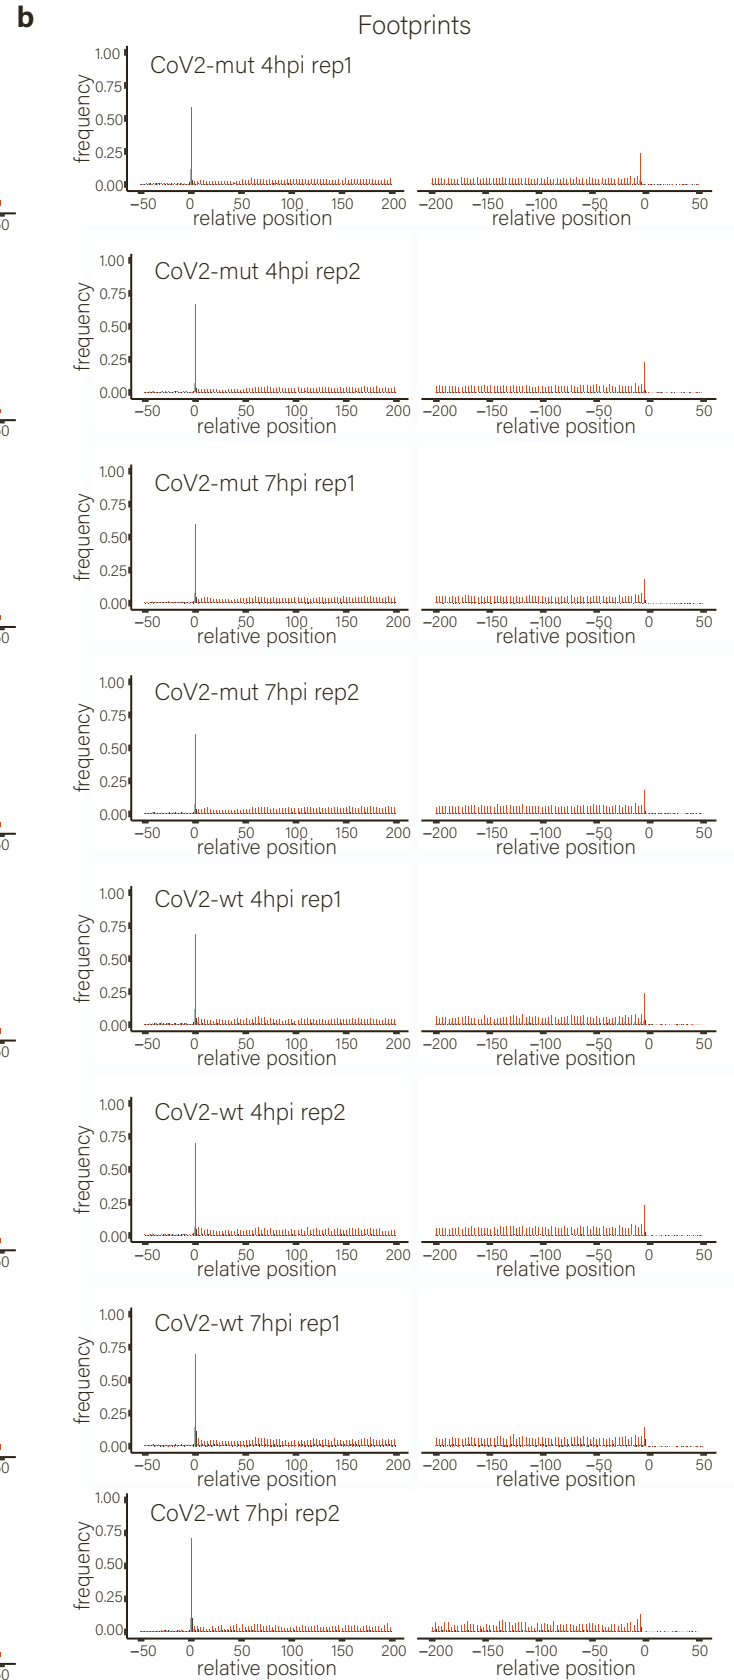 b
Footprints
CoV2-mut 4hpi rep1
frequency
1.00
0.75
0.50
0.25
0.00
−50 0 50 100 150 200 −200 −150 −100 −50 0 50
relative position relative position
CoV2-mut 4hpi rep2
frequency
1.00
0.75
0.50
0.25
0.00
−50 0 50 100 150 200 −200 −150 −100 −50 0 50
relative position relative position
CoV2-mut 7hpi rep1
frequency
1.00
0.75
0.50
0.25
0.00
−50 0 50 100 150 200 −200 −150 −100 −50 0 50
relative position relative position
CoV2-mut 7hpi rep2
frequency
1.00
0.75
0.50
0.25
0.00
−50 0 50 100 150 200 −200 −150 −100 −50 0 50
relative position relative position
CoV2-wt 4hpi rep1
frequency
1.00
0.75
0.50
0.25
0.00
−50 0 50 100 150 200 −200 −150 −100 −50 0 50
relative position relative position
CoV2-wt 4hpi rep2
frequency
1.00
0.75
0.50
0.25
0.00
−50 0 50 100 150 200 −200 −150 −100 −50 0 50
relative position relative position
CoV2-wt 7hpi rep1
frequency
1.00
0.75
0.50
0.25
0.00
−50 0 50 100 150 200 −200 −150 −100 −50 0 50
relative position relative position
CoV2-wt 7hpi rep2
frequency
1.00
0.75
0.50
0.25
0.00
−50 0 50 100 150 200 −200 −150 −100 −50 0 50
relative position relative position